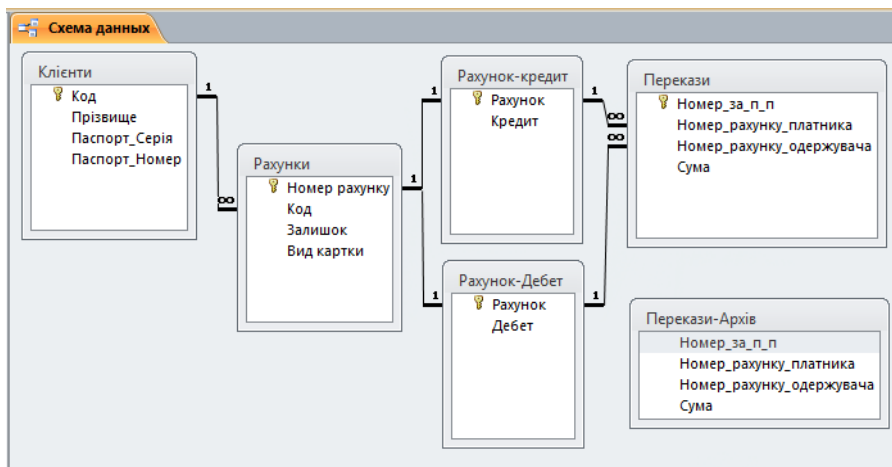 Схема данных
Клієнти
Код
Прізвище
Паспорт_Серія
Паспорт_Номер
1
∞
Рахунки
Номер рахунку
Код
Залишок
Вид картки
1
1
1
Рахунок-кредит
Рахунок
Кредит
1
∞
∞
Рахунок-Дебет
Рахунок
Дебет
1
Перекази
Номер_за_п_п
Номер_рахунку_платника
Номер_рахунку_одержувача
Сума
Перекази-Архів
Номер_за_п_п
Номер_рахунку_платника
Номер_рахунку_одержувача
Сума